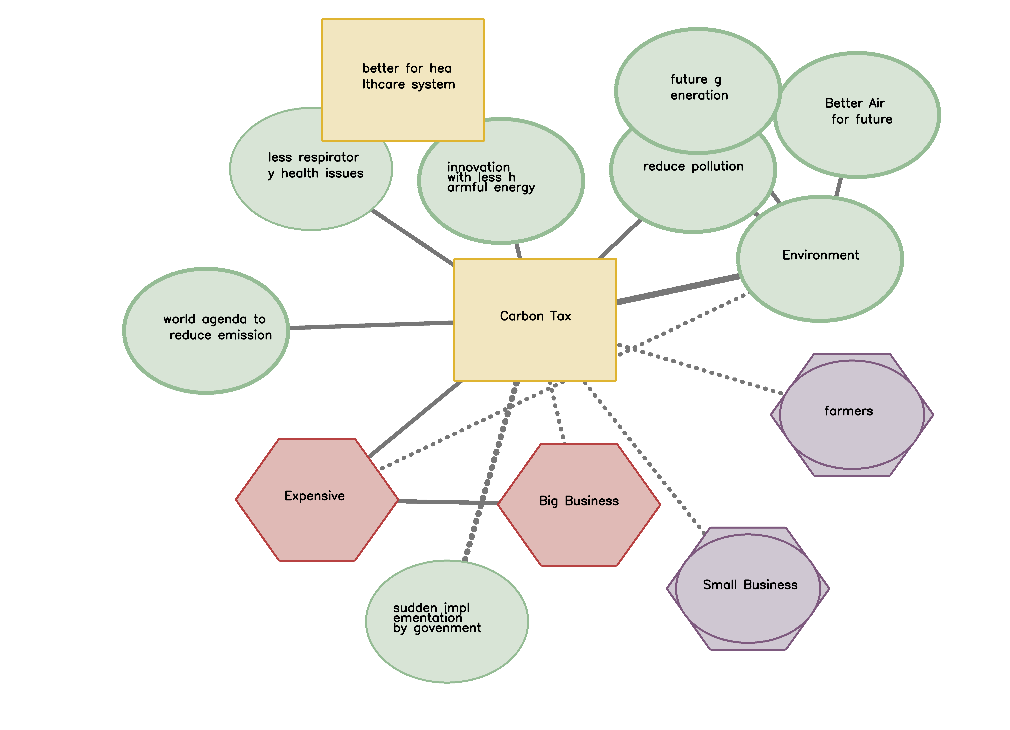 better for hea
lthcare system
future g
eneration
Better Air
for future
less respirator
y health issues
innovation
with less h
armful energy
reduce pollution
Environment
world agenda to
reduce emission
Carbon Tax
farmers
Expensive
Big Business
Small Business
sudden impl
ementation
by govenment